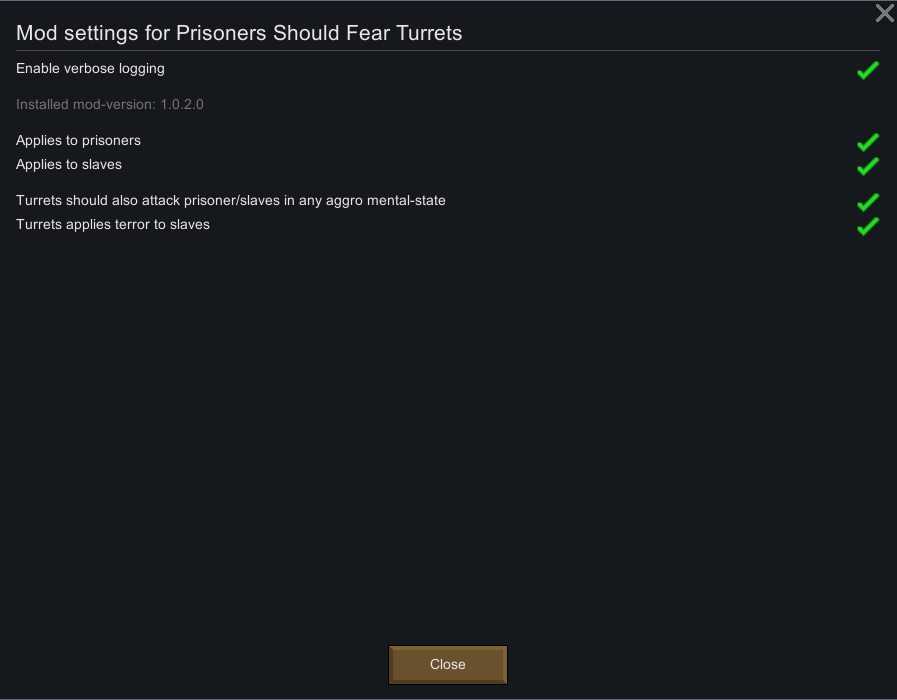 Mod settings for Prisoners Should Fear Turrets
Enable verbose logging
Installed mod-version: 1.0.2.0
Applies to prisoners
Applies to slaves
Turrets should also attack prisoner/slaves in any aggro mental-state
Turrets applies terror to slaves
Close